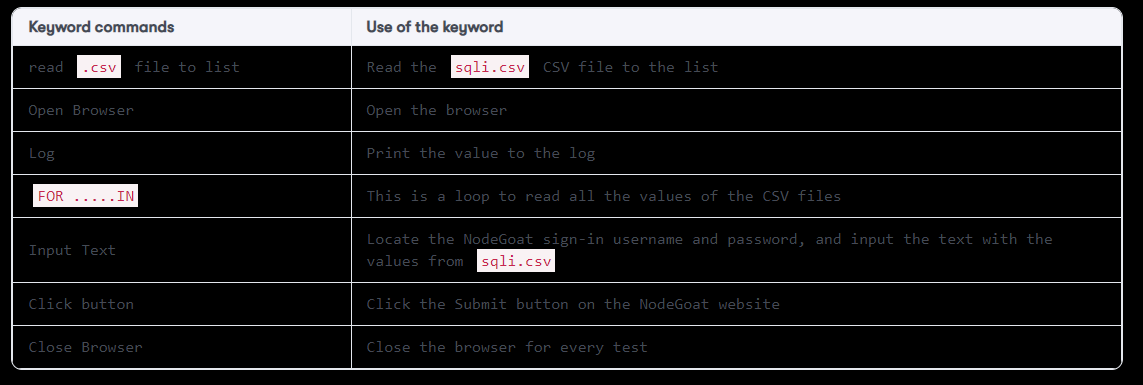 Keyword commands Use of the keyword
read .csv file to list Read the sqli.csv CSV file to the list
Open Browser Open the browser
Log Print the value to the log
FOR .....IN This is a loop to read all the values of the CSV files
Input Text Locate the NodeGoat sign-in username and password, and input the text with the
values from sqli.csv
Click button Click the Submit button on the NodeGoat website
Close Browser Close the browser for every test